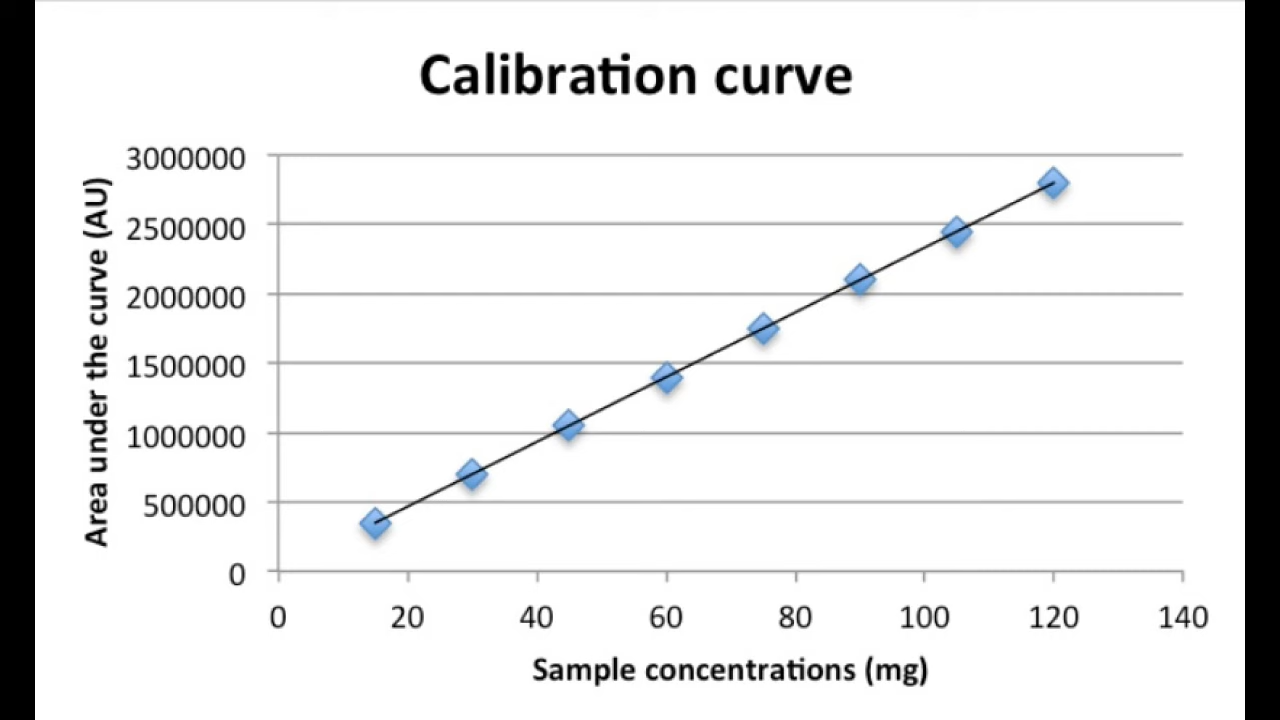 Calibration curve
3000000
2500000
2000000
1500000
1000000
500000
0
Area under the curve (AU)
0 20 40 60 80 100 120 140
Sample concentrations (mg)